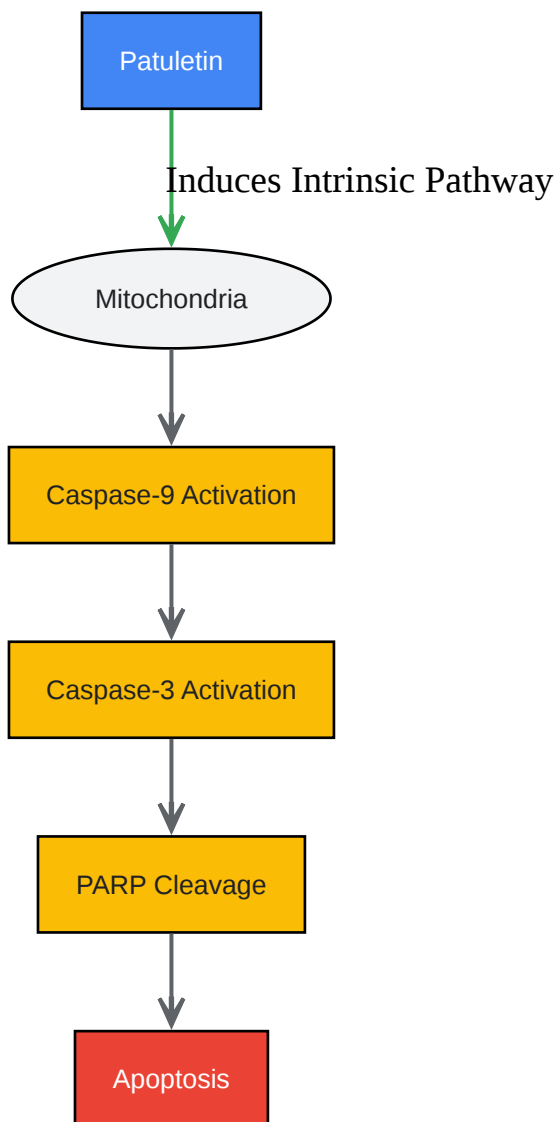 Patuletin
Induces Intrinsic Pathway
Mitochondria
Caspase-9 Activation
Caspase-3 Activation
PARP Cleavage
Apoptosis